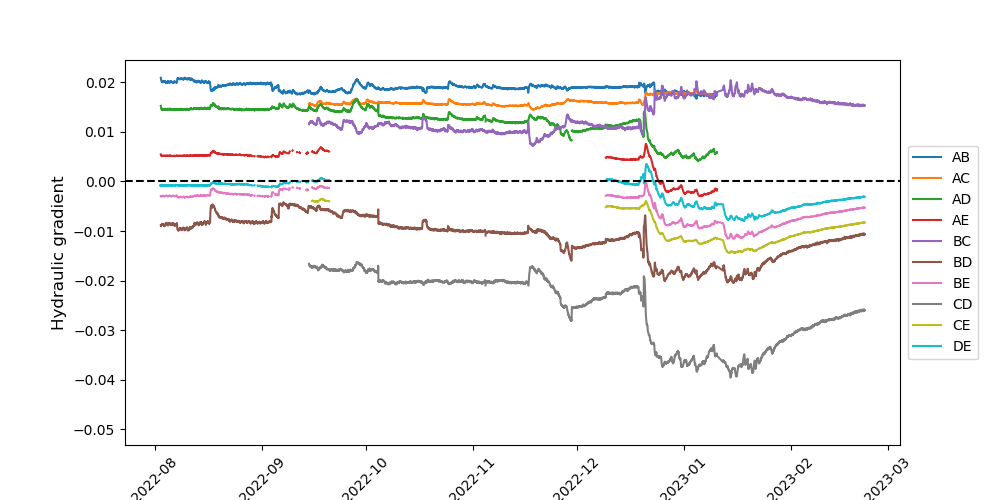 0.02
0.01
0.00
−0.01
−0.02
−0.03
−0.04
−0.05
Hydraulic gradient
2022-08
2022-09
2022-10
2022-11
2022-12
2023-01
2023-02
2023-03
AB
AC
AD
AE
BC
BD
BE
CD
CE
DE